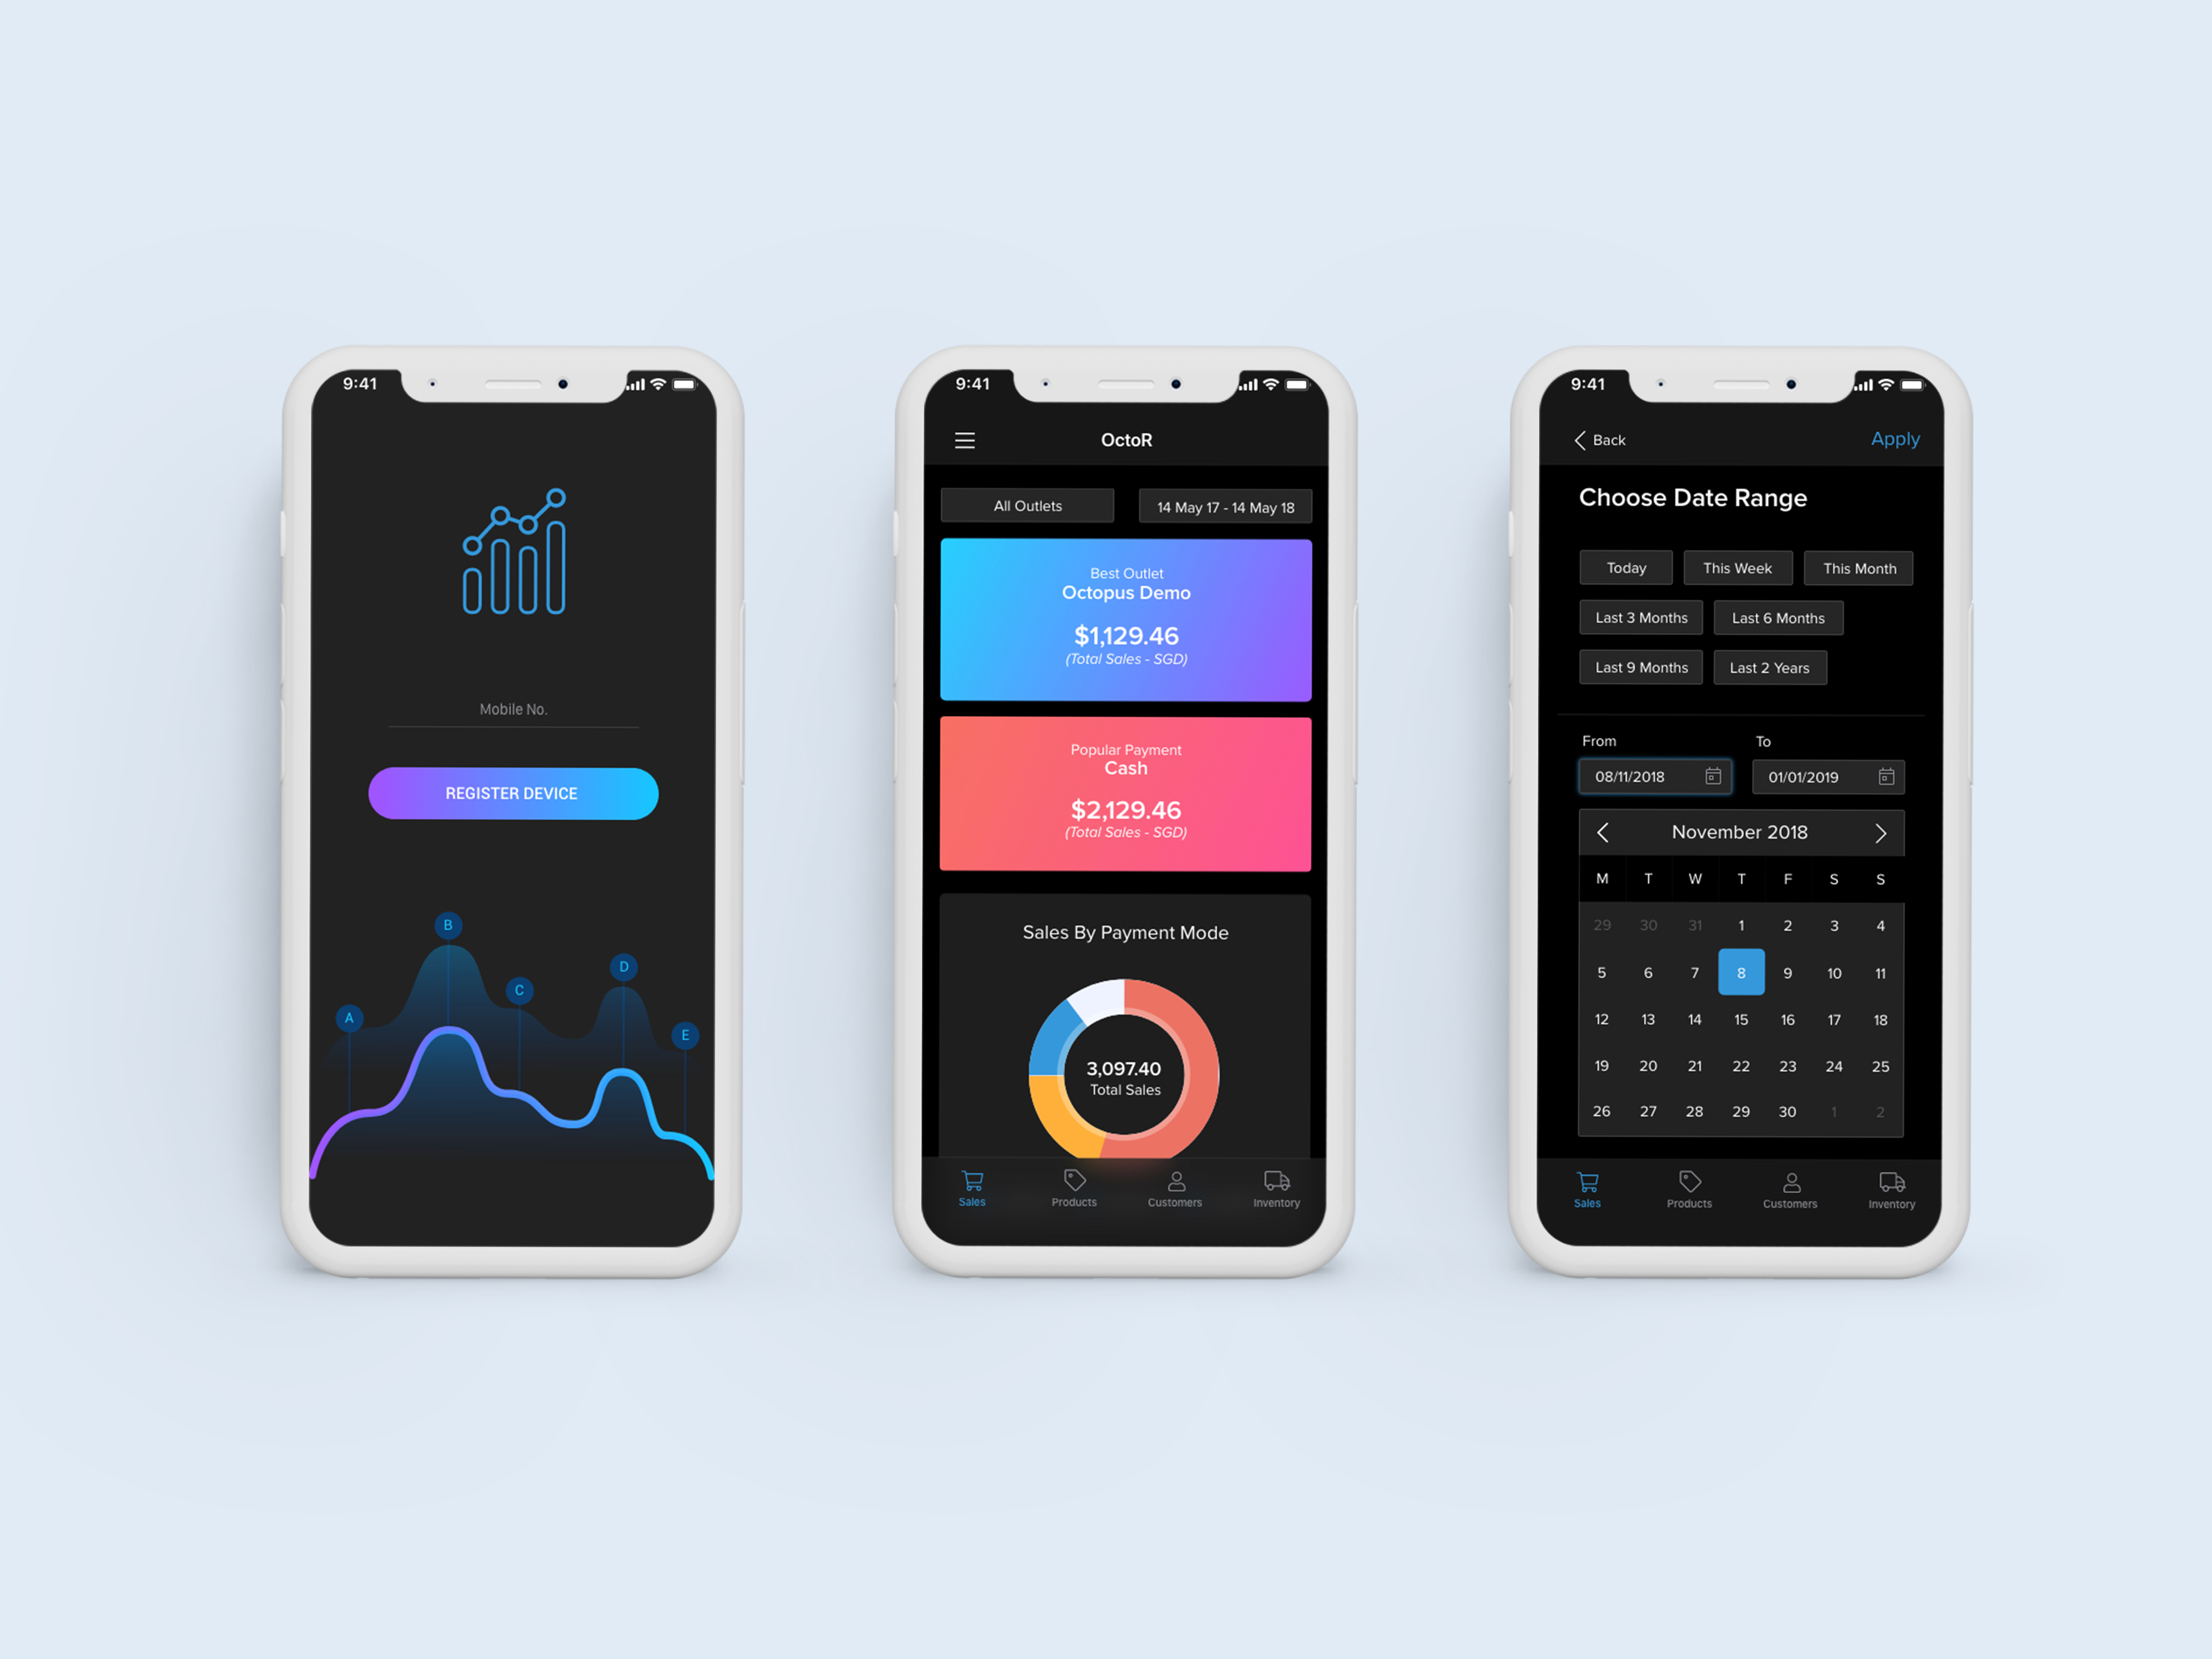 9:41
Mobile No.
REGISTER DEVICE
A
B
C
D
E
9:41
OctoR
All Outlets
14 May 17 - 14 May 18
Best Outlet
Octopus Demo
$1,129.46
(Total Sales - SGD)
Popular Payment
Cash
$2,129.46
(Total Sales - SGD)
Sales By Payment Mode
3,097.40
Total Sales
Sales Products Customers Inventory
9:41
Back Apply
Choose Date Range
Today This Week This Month
Last 3 Months Last 6 Months
Last 9 Months Last 2 Years
From To
08/11/2018 01/01/2019
November 2018
M T W T F S S
29 30 31 1 2 3 4
5 6 7 8 9 10 11
12 13 14 15 16 17 18
19 20 21 22 23 24 25
26 27 28 29 30 1 2
Sales Products Customers Inventory